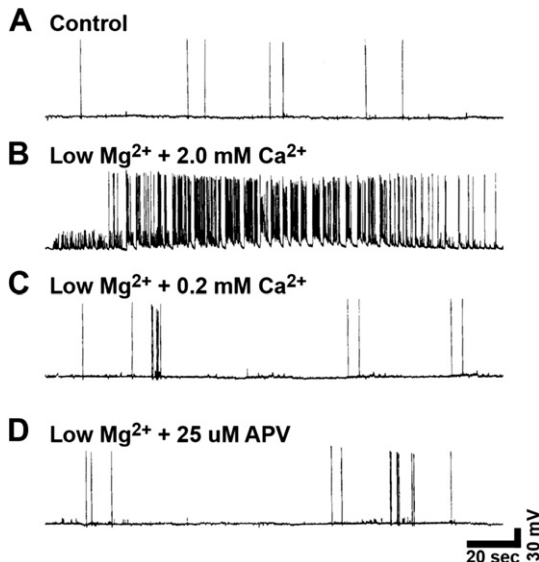 A Control
B Low Mg²⁺ + 2.0 mM Ca²⁺
C Low Mg²⁺ + 0.2 mM Ca²⁺
D Low Mg²⁺ + 25 uM APV
20 sec
30 mV